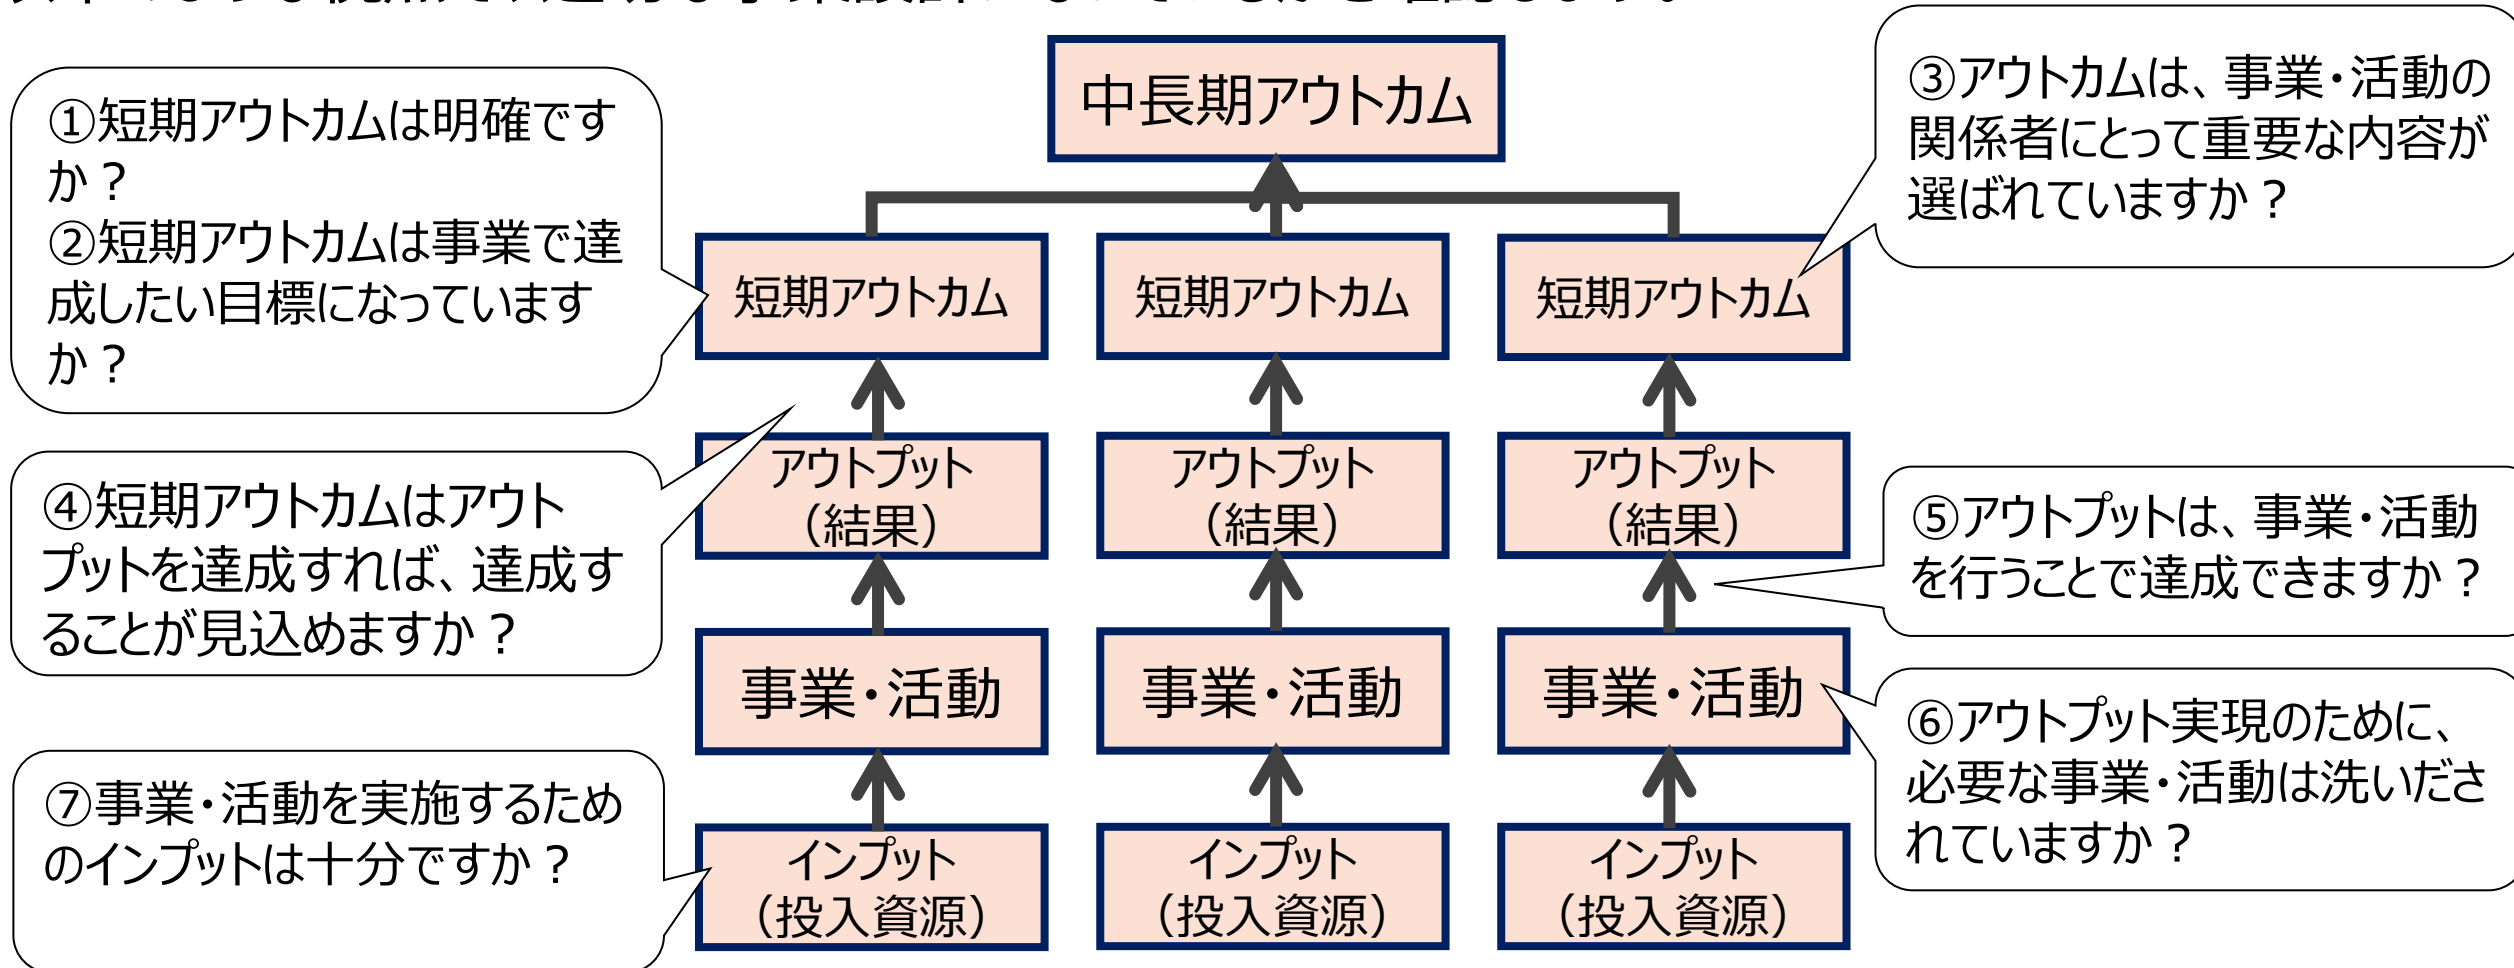 中長期アウトカム
①短期アウトカムは明確です
か？
②短期アウトカムは事業で達
成したい目標になっています
か？
③アウトカムは、事業・活動の
関係者にとって重要な内容が
選ばれていますか？
短期アウトカム
短期アウトカム
短期アウトカム
④短期アウトカムはアウト
プットを達成すれば、達成す
ることが見込めますか？
アウトプット
（結果）
アウトプット
（結果）
アウトプット
（結果）
⑤アウトプットは、事業・活動
を行うことで達成できますか？
事業・活動
事業・活動
事業・活動
⑥アウトプット実現のために、
必要な事業・活動は洗いださ
れていますか？
⑦事業・活動を実施するため
のインプットは十分ですか？
インプット
（投入資源）
インプット
（投入資源）
インプット
（投入資源）